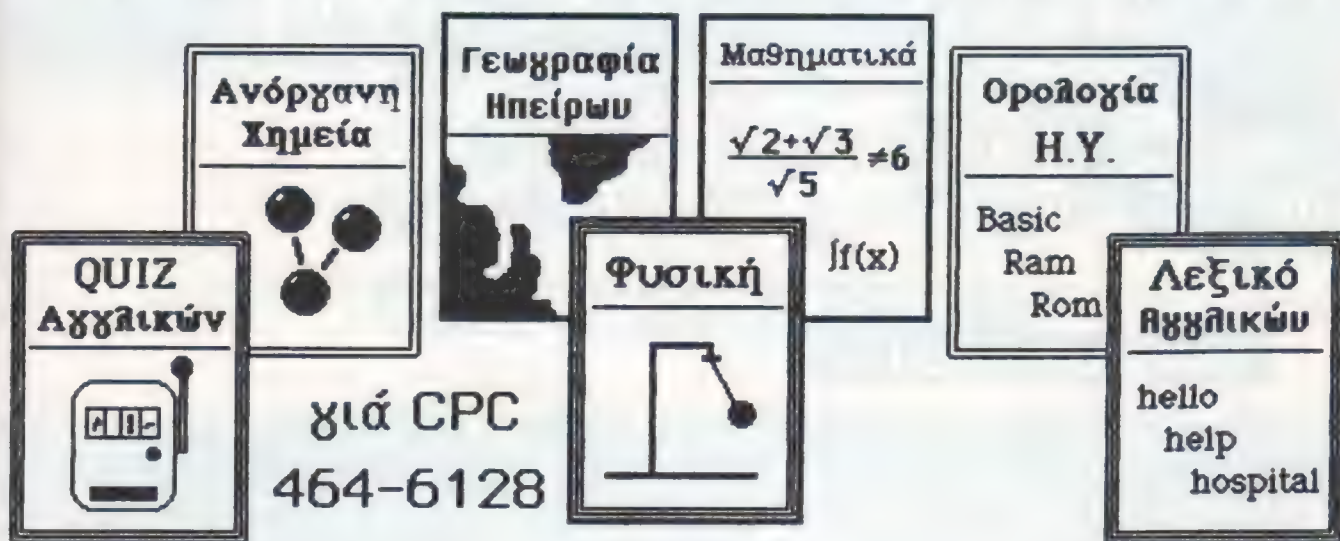 QUIZ
Αγγλικών
Ανόργανη
Χημεία
Γεωγραφία
Ηπείρων
Μαθηματικά
√2+√3
√5
≠6
∫f(x)
Φυσική
Ορολογία
Η.Υ.
Basic
Ram
Rom
Λεξικό
Αγγλικών
hello
help
hospital
γιά CPC
464-6128